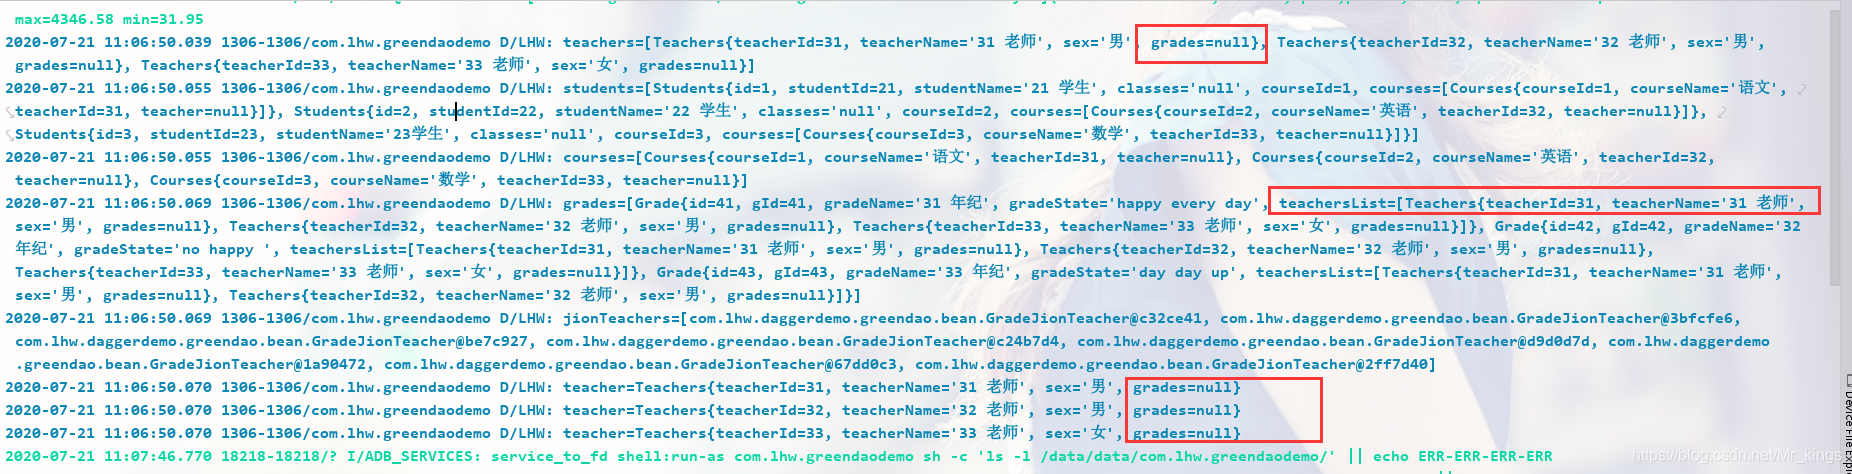 max=4346.58 min=31.95
2020-07-21 11:06:50.039 1306-1306/com.lhw.greendaodemo D/LHW: teachers=[Teachers{teacherId=31, teacherName='31 老师', sex='男', grades=null}, Teachers{teacherId=32, teacherName='32 老师', sex='男',
grades=null}, Teachers{teacherId=33, teacherName='33 老师', sex='女', grades=null}]
2020-07-21 11:06:50.055 1306-1306/com.lhw.greendaodemo D/LHW: students=[Students{id=1, studentId=21, studentName='21 学生', classes='null', courseId=1, courses=[Courses{courseId=1, courseName='语文',
teacherId=31, teacher=null}]}, Students{id=2, studentId=22, studentName='22 学生', classes='null', courseId=2, courses=[Courses{courseId=2, courseName='英语', teacherId=32, teacher=null}]},
Students{id=3, studentId=23, studentName='23学生', classes='null', courseId=3, courses=[Courses{courseId=3, courseName='数学', teacherId=33, teacher=null}]}]
2020-07-21 11:06:50.055 1306-1306/com.lhw.greendaodemo D/LHW: courses=[Courses{courseId=1, courseName='语文', teacherId=31, teacher=null}, Courses{courseId=2, courseName='英语', teacherId=32,
teacher=null}, Courses{courseId=3, courseName='数学', teacherId=33, teacher=null}]
2020-07-21 11:06:50.069 1306-1306/com.lhw.greendaodemo D/LHW: grades=[Grade{id=41, gId=41, gradeName='31 年纪', gradeState='happy every day', teachersList=[Teachers{teacherId=31, teacherName='31 老师',
sex='男', grades=null}, Teachers{teacherId=32, teacherName='32 老师', sex='男', grades=null}, Teachers{teacherId=33, teacherName='33 老师', sex='女', grades=null}]}, Grade{id=42, gId=42, gradeName='32
年纪', gradeState='no happy ', teachersList=[Teachers{teacherId=31, teacherName='31 老师', sex='男', grades=null}, Teachers{teacherId=32, teacherName='32 老师', sex='男', grades=null},
Teachers{teacherId=33, teacherName='33 老师', sex='女', grades=null}]}, Grade{id=43, gId=43, gradeName='33 年纪', gradeState='day day up', teachersList=[Teachers{teacherId=31, teacherName='31 老师',
sex='男', grades=null}, Teachers{teacherId=32, teacherName='32 老师', sex='男', grades=null}]}]
2020-07-21 11:06:50.069 1306-1306/com.lhw.greendaodemo D/LHW: jionTeachers=[com.lhw.daggerdemo.greendao.bean.GradeJionTeacher@c32ce41, com.lhw.daggerdemo.greendao.bean.GradeJionTeacher@3bfcfe6,
com.lhw.daggerdemo.greendao.bean.GradeJionTeacher@be7c927, com.lhw.daggerdemo.greendao.bean.GradeJionTeacher@c24b7d4, com.lhw.daggerdemo.greendao.bean.GradeJionTeacher@d9d0d7d, com.lhw.daggerdemo
.greendao.bean.GradeJionTeacher@1a90472, com.lhw.daggerdemo.greendao.bean.GradeJionTeacher@67dd0c3, com.lhw.daggerdemo.greendao.bean.GradeJionTeacher@2ff7d40]
2020-07-21 11:06:50.070 1306-1306/com.lhw.greendaodemo D/LHW: teacher=Teachers{teacherId=31, teacherName='31 老师', sex='男', grades=null}
2020-07-21 11:06:50.070 1306-1306/com.lhw.greendaodemo D/LHW: teacher=Teachers{teacherId=32, teacherName='32 老师', sex='男', grades=null}
2020-07-21 11:06:50.070 1306-1306/com.lhw.greendaodemo D/LHW: teacher=Teachers{teacherId=33, teacherName='33 老师', sex='女', grades=null}
2020-07-21 11:07:46.770 18218-18218/? I/ADB_SERVICES: service_to_fd shell:run-as com.lhw.greendaodemo sh -c 'ls -l /data/data/com.lhw.greendaodemo/' || echo ERR-ERR-ERR-ERR
https://blog.csdn.net/Mr_kings
Device File Expl